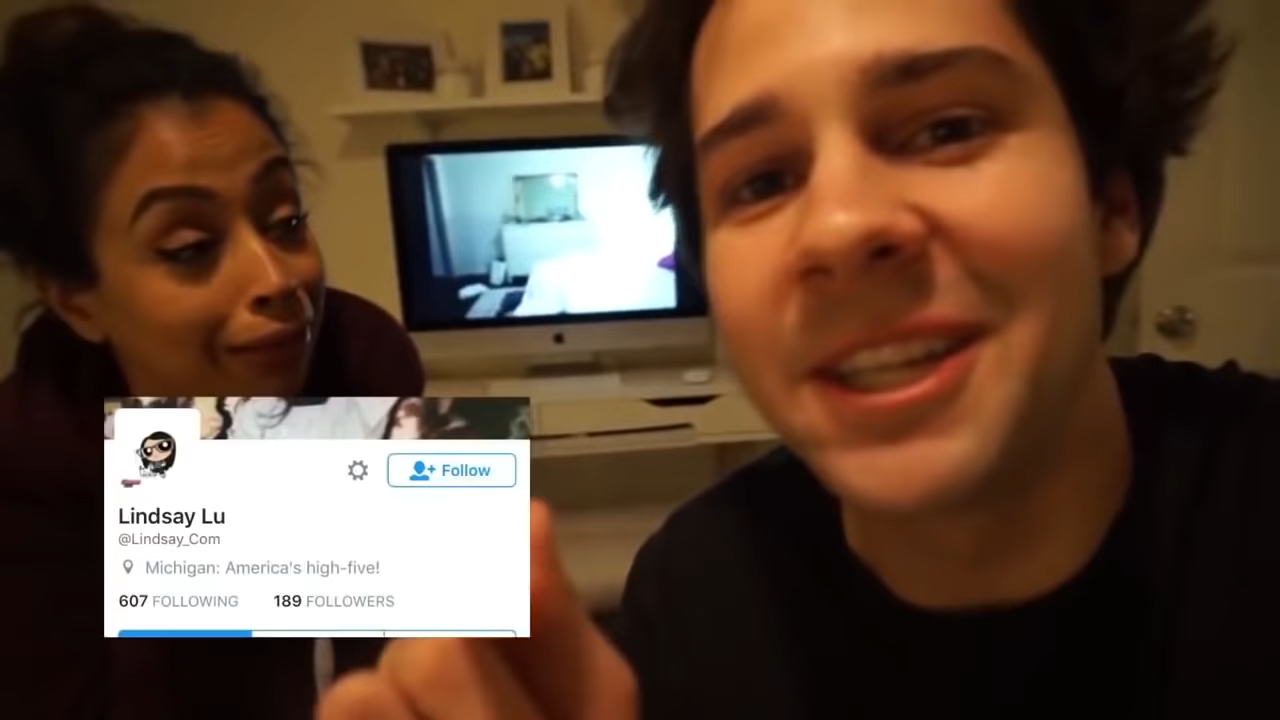 Follow
Lindsay Lu
@Lindsay_Com
Michigan: America's high-five!
607 FOLLOWING 189 FOLLOWERS